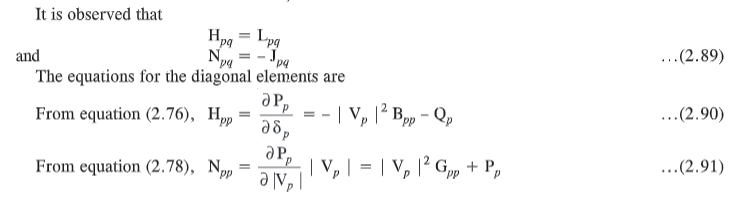 It is observed that
H_pq = L_pq
and N_pq = – J_pq ...(2.89)
The equations for the diagonal elements are
From equation (2.76), H_pp = ∂P_p / ∂δ_p = – | V_p |² B_pp – Q_p ...(2.90)
From equation (2.78), N_pp = ∂P_p / ∂ |V_p| | V_p | = | V_p |² G_pp + P_p ...(2.91)